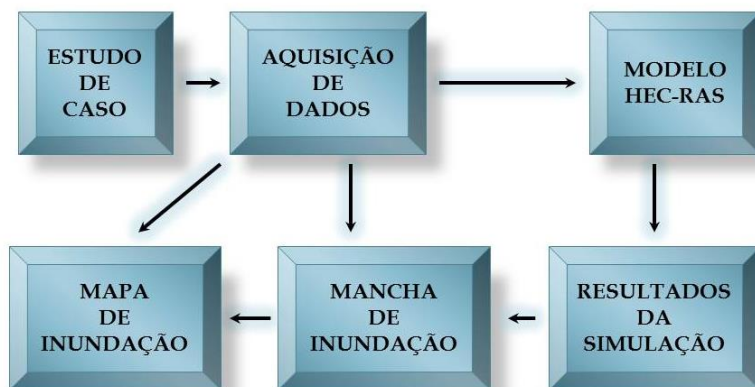 ESTUDO
DE
CASO
AQUISIÇÃO
DE
DADOS
MODELO
HEC-RAS
MAPA
DE
INUNDAÇÃO
MANCHA
DE
INUNDAÇÃO
RESULTADOS
DA
SIMULAÇÃO